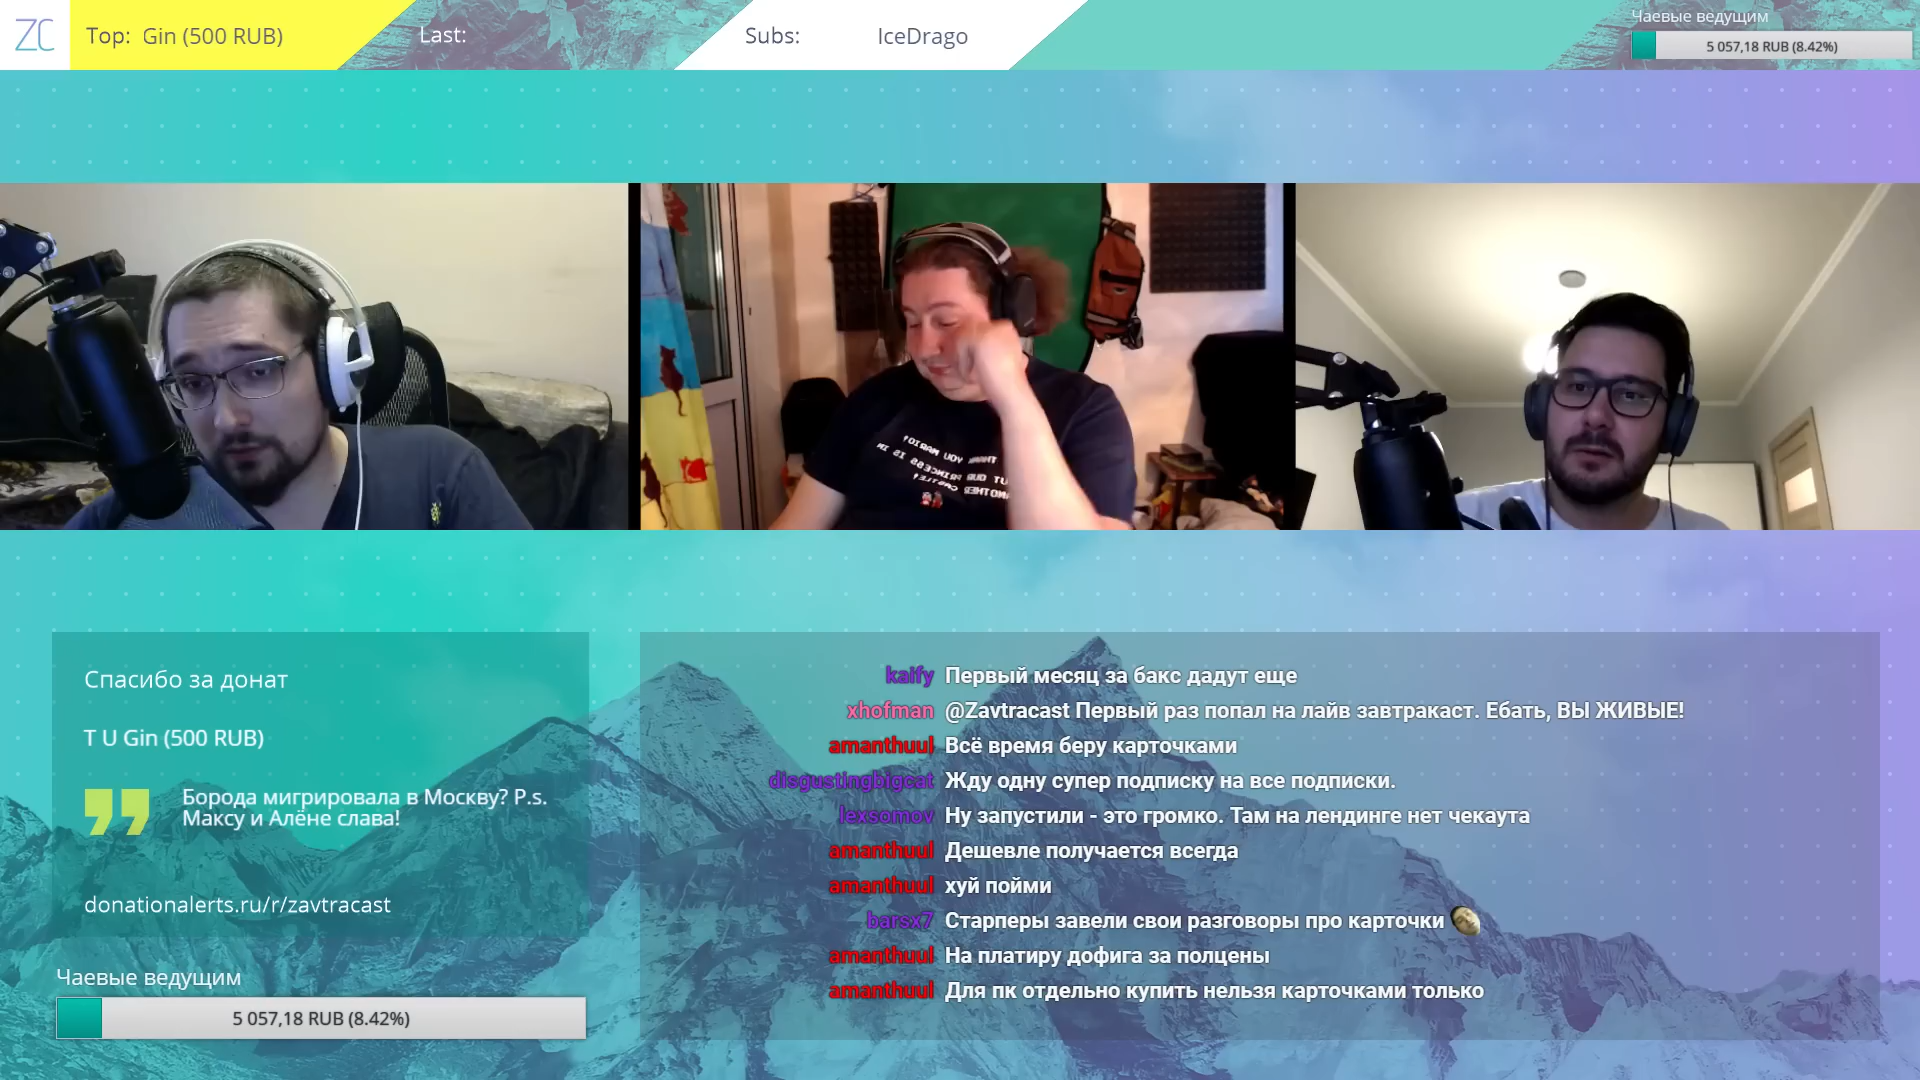 ZC
Top: Gin (500 RUB)
Last:
Subs: IceDrago
Чаевые ведущим
5 057,18 RUB (8.42%)
THANK YOU MARIO!
Спасибо за донат
T U Gin (500 RUB)
Борода мигрировала в Москву? P.s.
Максу и Алёне слава!
donationalerts.ru/r/zavtracast
Чаевые ведущим
5 057,18 RUB (8.42%)
kaify Первый месяц за бакс дадут еще
xhofman @Zavtracast Первый раз попал на лайв завтракаст. Ебать, ВЫ ЖИВЫЕ!
amanthuul Всё время беру карточками
disgustingbigcat Жду одну супер подписку на все подписки.
lexsomov Ну запустили - это громко. Там на лендинге нет чекаута
amanthuul Дешевле получается всегда
amanthuul хуй пойми
barsx7 Старперы завели свои разговоры про карточки
amanthuul На платиру дофига за полцены
amanthuul Для пк отдельно купить нельзя карточками только